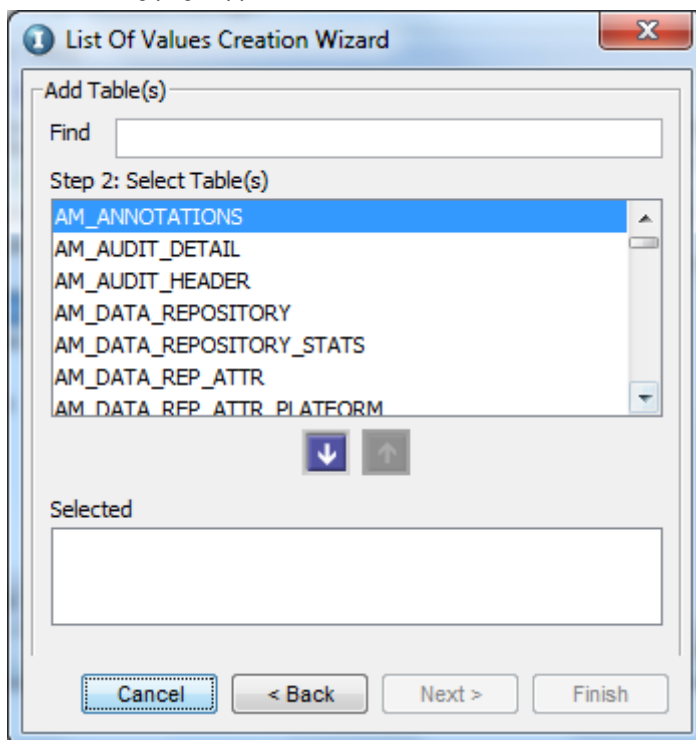 List Of Values Creation Wizard
Add Table(s)
Find
Step 2: Select Table(s)
AM_ANNOTATIONS
AM_AUDIT_DETAIL
AM_AUDIT_HEADER
AM_DATA_REPOSITORY
AM_DATA_REPOSITORY_STATS
AM_DATA_REP_ATTR
AM_DATA_REP_ATTR_PLATFORM
Selected
Cancel < Back Next > Finish